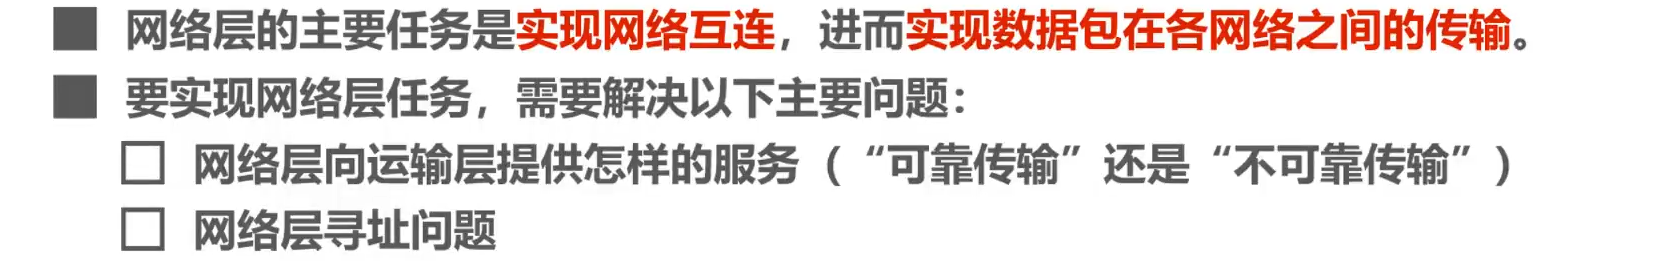 网络层的主要任务是实现网络互连，进而实现数据包在各网络之间的传输。
要实现网络层任务，需要解决以下主要问题：
网络层向运输层提供怎样的服务（“可靠传输”还是“不可靠传输”）
网络层寻址问题